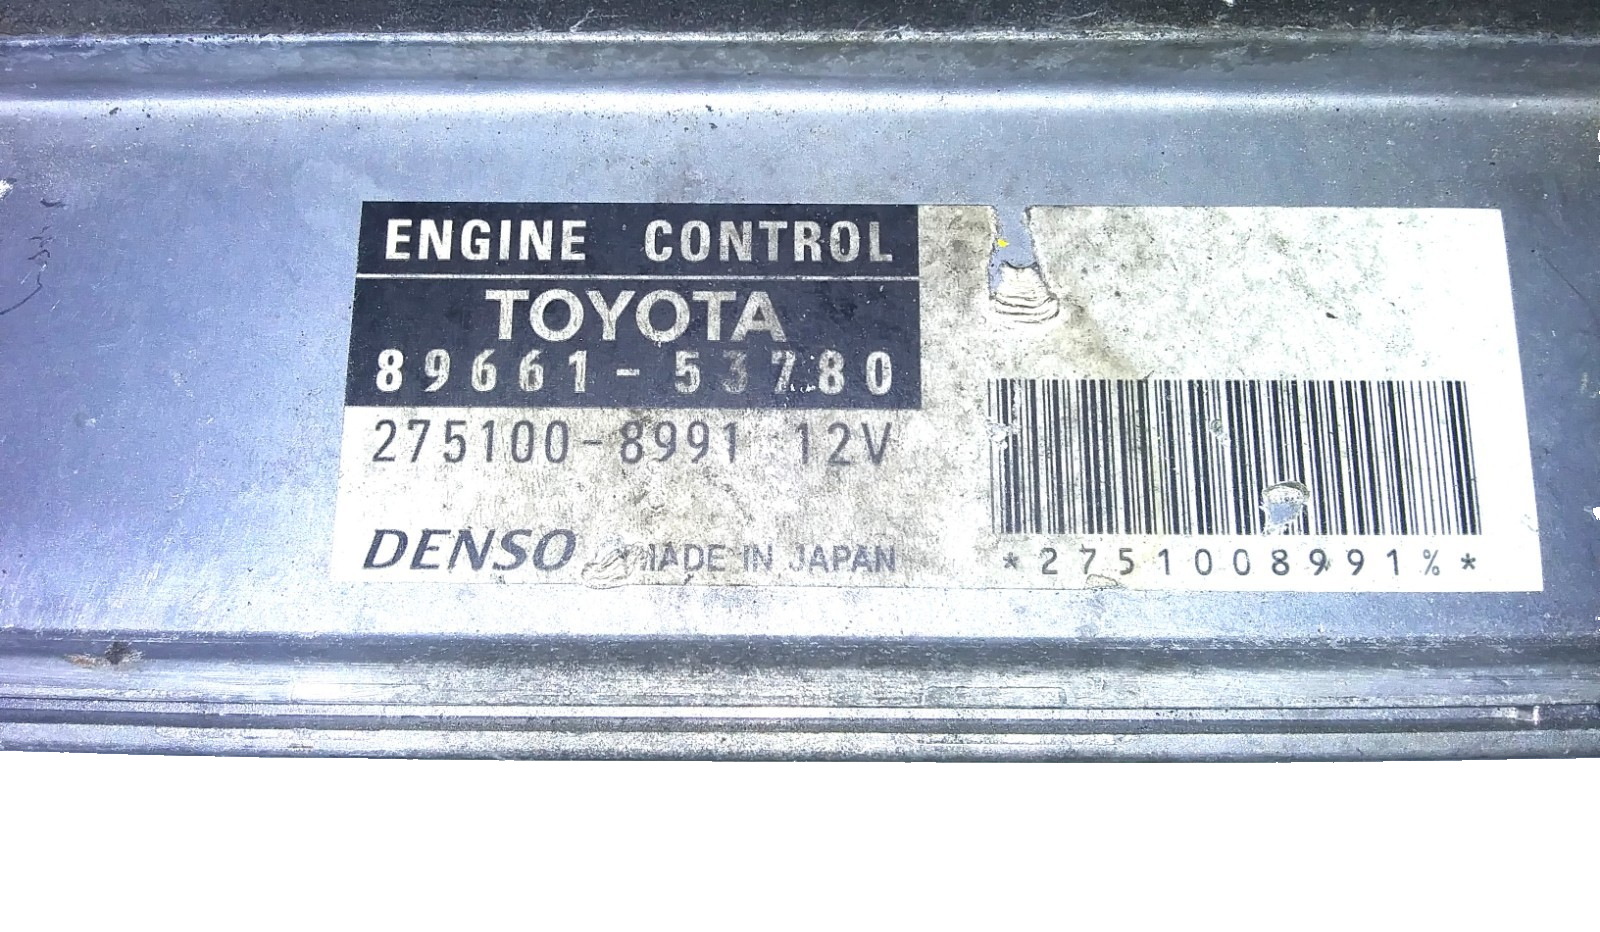 ENGINE CONTROL
TOYOTA
89661-53780
275100-8991 12V
DENSO MADE IN JAPAN
*2751008991%*